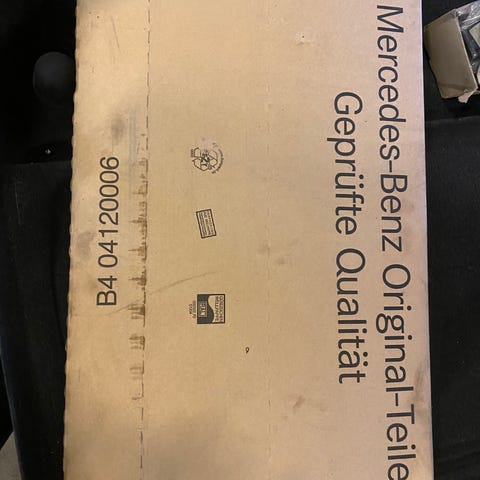 Mercedes-Benz Original-Teile
Geprüfte Qualität
B4 04120006